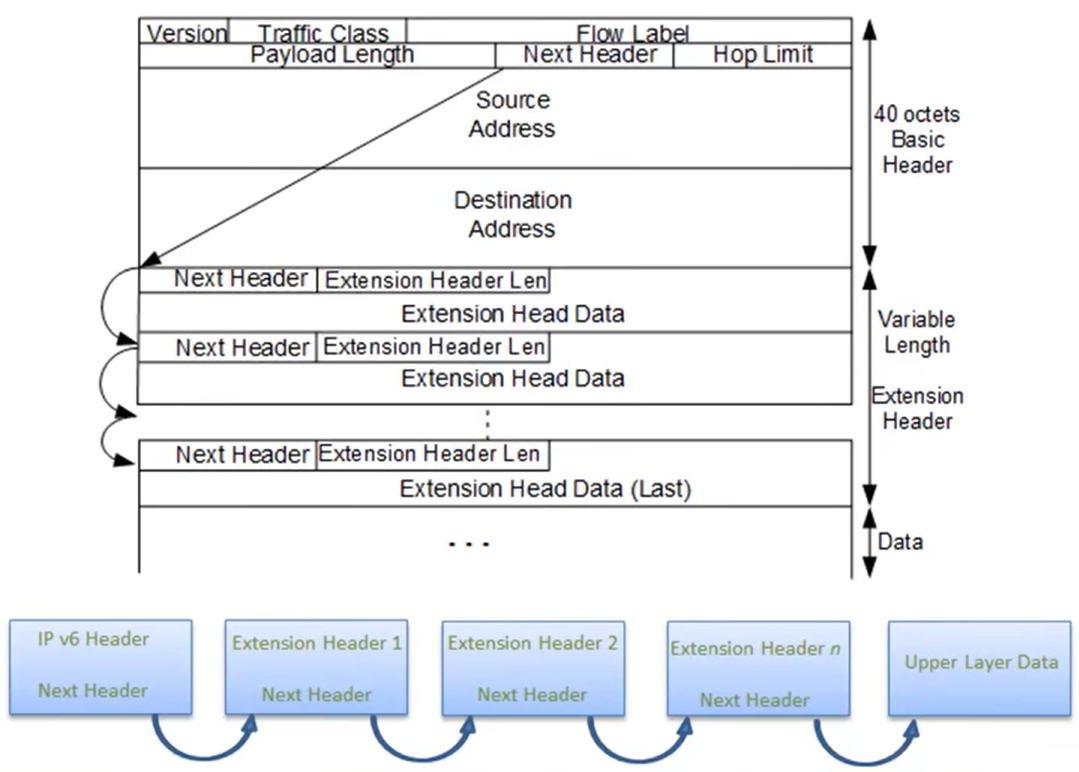 Version Traffic Class Flow Label
Payload Length Next Header Hop Limit
Source
Address
40 octets
Basic
Header
Destination
Address
Next Header Extension Header Len
Extension Head Data
Next Header Extension Header Len
Extension Head Data
Variable
Length
Extension
Header
Next Header Extension Header Len
Extension Head Data (Last)
. . .
Data
IP v6 Header
Next Header
Extension Header 1
Next Header
Extension Header 2
Next Header
Extension Header n
Next Header
Upper Layer Data